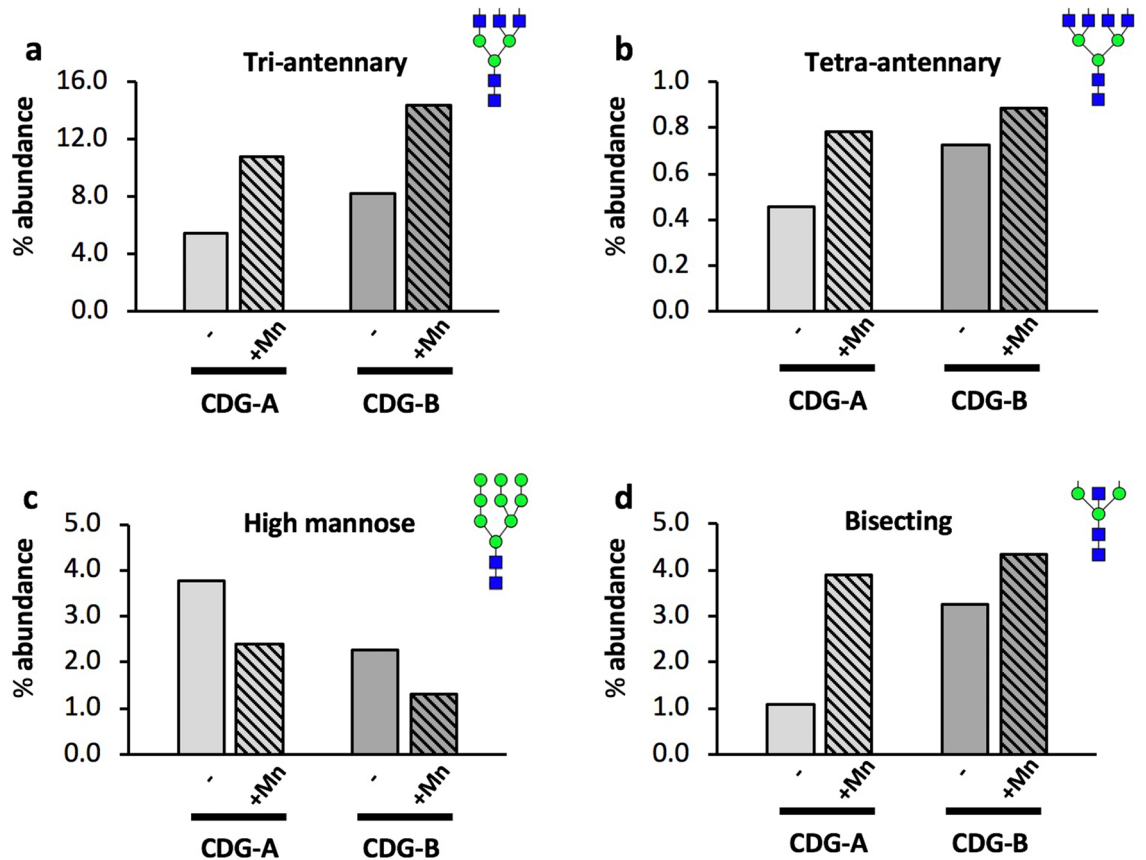 a
Tri-antennary
% abundance
16.0
12.0
8.0
4.0
0.0
-
+Mn
-
+Mn
CDG-A
CDG-B
b
Tetra-antennary
% abundance
1.0
0.8
0.6
0.4
0.2
0.0
-
+Mn
-
+Mn
CDG-A
CDG-B
c
High mannose
% abundance
5.0
4.0
3.0
2.0
1.0
0.0
-
+Mn
-
+Mn
CDG-A
CDG-B
d
Bisecting
% abundance
5.0
4.0
3.0
2.0
1.0
0.0
-
+Mn
-
+Mn
CDG-A
CDG-B